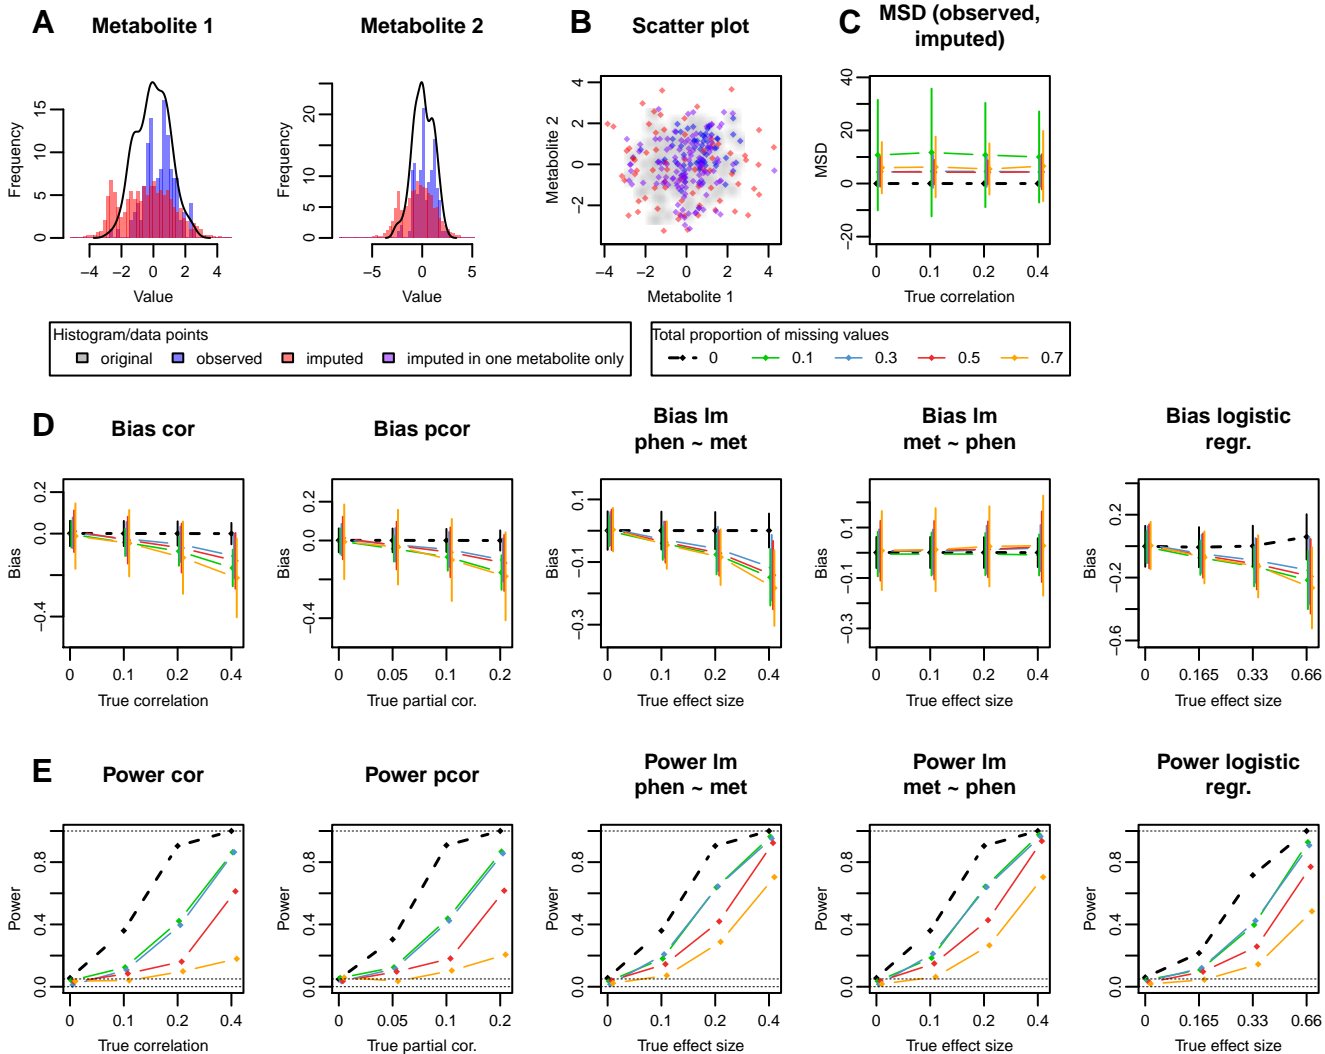 A Metabolite 1 Metabolite 2 B Scatter plot C MSD (observed,
imputed)
Frequency
0 5 10 15
−4 −2 0 2 4
Value
Frequency
0 10 20
−5 0 5
Value
Metabolite 2
−2 0 2 4
−4 −2 0 2 4
Metabolite 1
MSD
−20 0 20 40
0 0.1 0.2 0.4
True correlation
Histogram/data points
original observed imputed imputed in one metabolite only
Total proportion of missing values
0 0.1 0.3 0.5 0.7
D Bias cor
Bias
−0.4 0.0 0.2
0 0.1 0.2 0.4
True correlation
Bias pcor
Bias
−0.4 0.0 0.2
0 0.05 0.1 0.2
True partial cor.
Bias lm
phen ~ met
Bias
−0.3 −0.1 0.1
0 0.1 0.2 0.4
True effect size
Bias lm
met ~ phen
Bias
−0.3 −0.1 0.1
0 0.1 0.2 0.4
True effect size
Bias logistic
regr.
Bias
−0.6 −0.2 0.2
0 0.165 0.33 0.66
True effect size
E Power cor
Power
0.0 0.4 0.8
0 0.1 0.2 0.4
True correlation
Power pcor
Power
0.0 0.4 0.8
0 0.05 0.1 0.2
True partial cor.
Power lm
phen ~ met
Power
0.0 0.4 0.8
0 0.1 0.2 0.4
True effect size
Power lm
met ~ phen
Power
0.0 0.4 0.8
0 0.1 0.2 0.4
True effect size
Power logistic
regr.
Power
0.0 0.4 0.8
0 0.165 0.33 0.66
True effect size